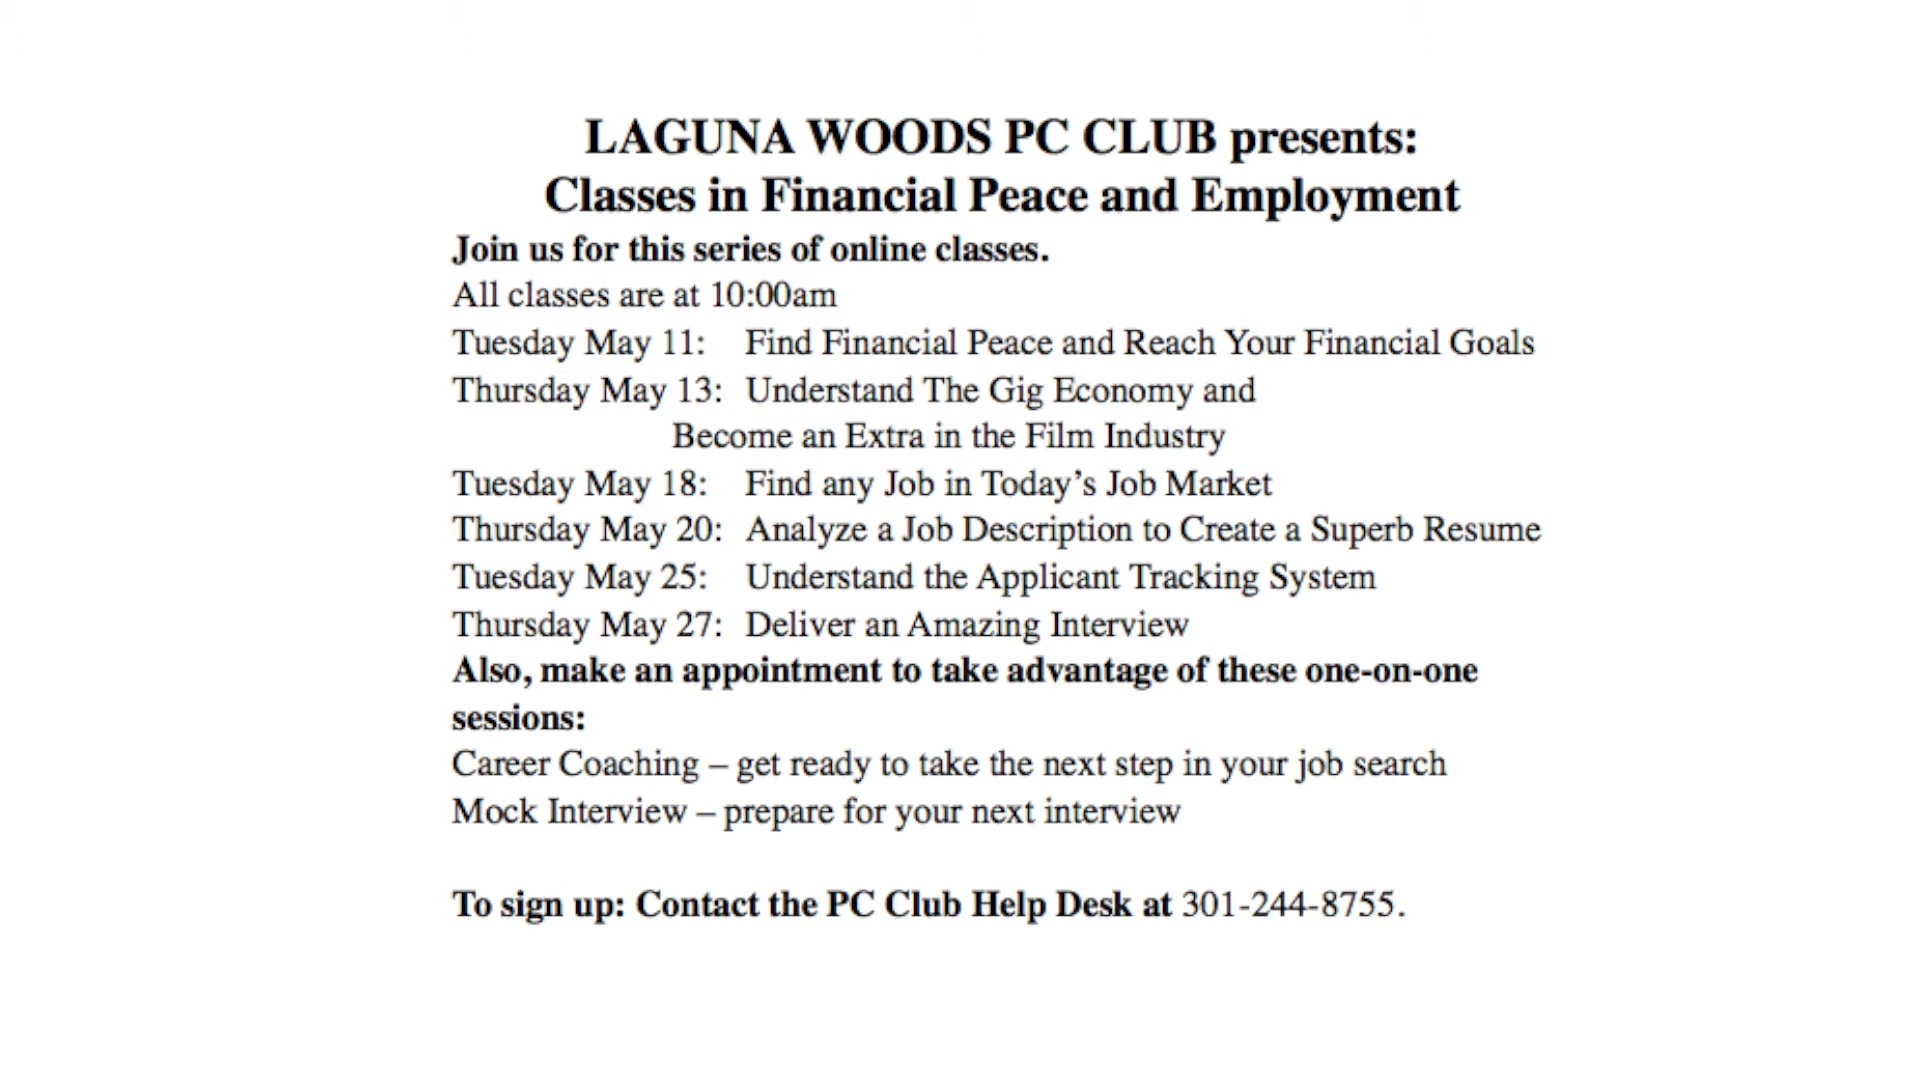 LAGUNA WOODS PC CLUB presents:
Classes in Financial Peace and Employment
Join us for this series of online classes.
All classes are at 10:00am
Tuesday May 11: Find Financial Peace and Reach Your Financial Goals
Thursday May 13: Understand The Gig Economy and
Become an Extra in the Film Industry
Tuesday May 18: Find any Job in Today’s Job Market
Thursday May 20: Analyze a Job Description to Create a Superb Resume
Tuesday May 25: Understand the Applicant Tracking System
Thursday May 27: Deliver an Amazing Interview
Also, make an appointment to take advantage of these one-on-one
sessions:
Career Coaching – get ready to take the next step in your job search
Mock Interview – prepare for your next interview
To sign up: Contact the PC Club Help Desk at 301-244-8755.